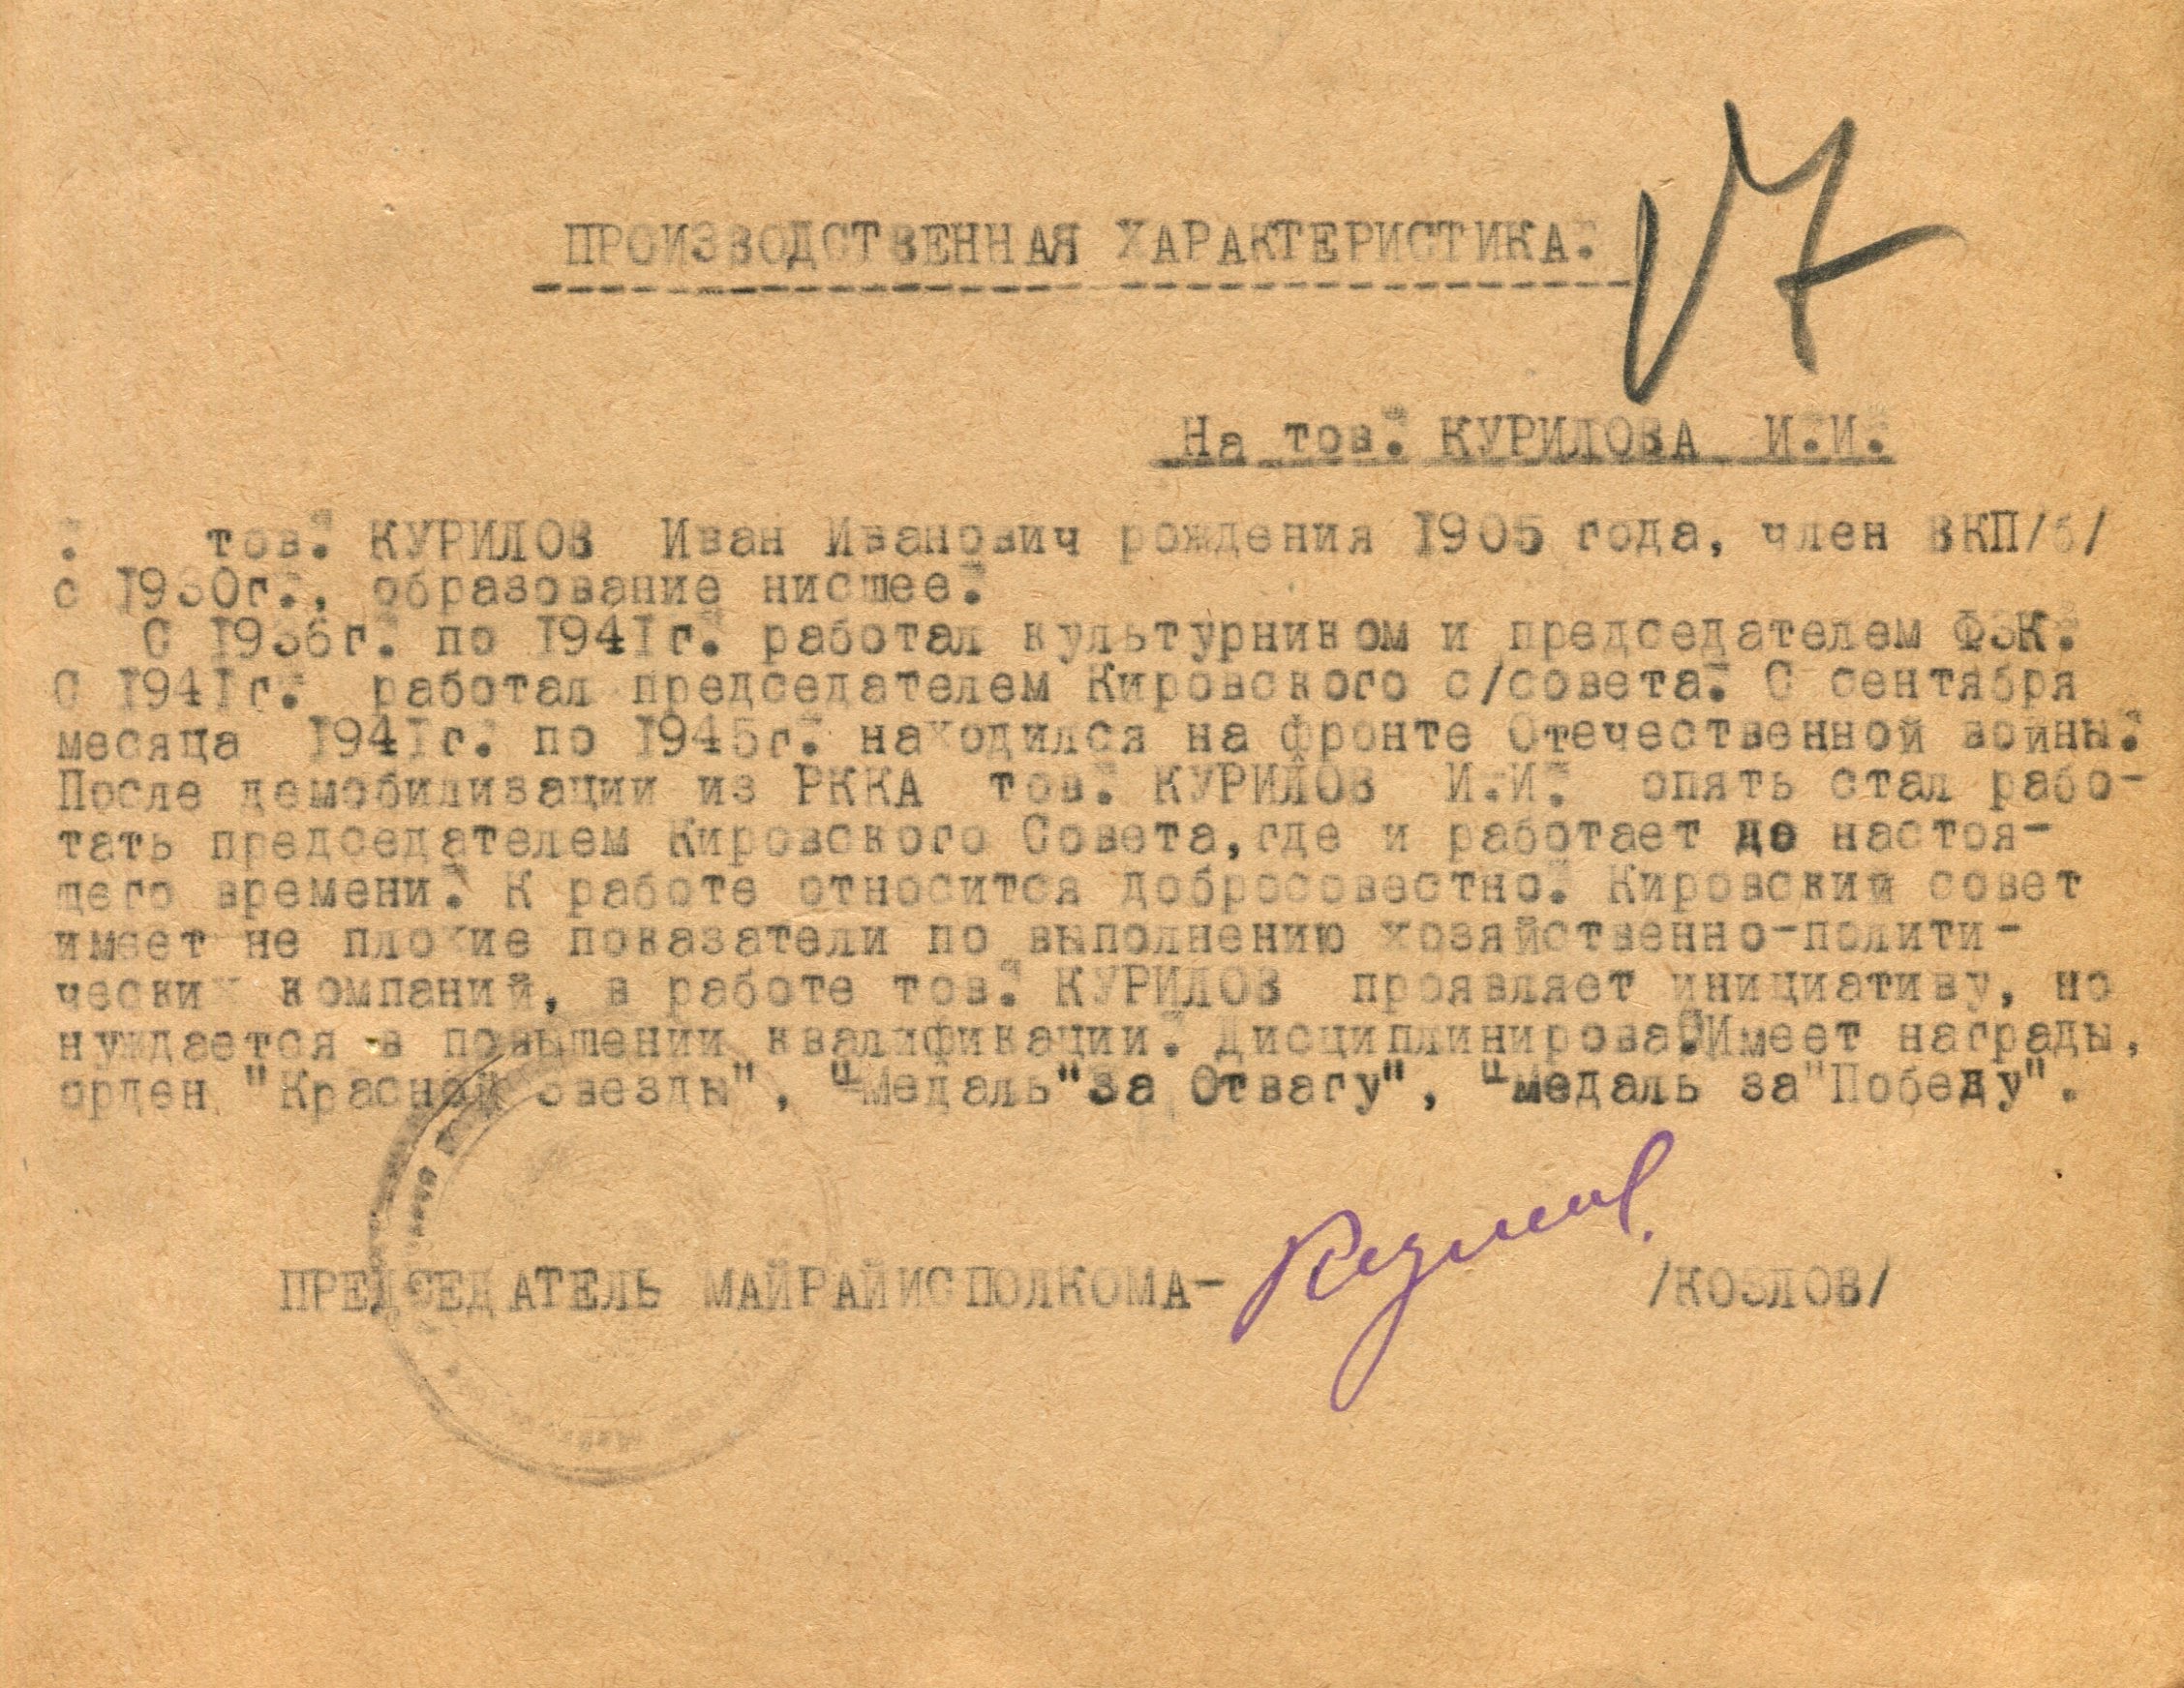 17
ПРОИЗВОДСТВЕННАЯ ХАРАКТЕРИСТИКА.
На тов. КУРИЛОВА И.И.
тов. КУРИЛОВ Иван Иванович рождения 1905 года, член ВКП/б/
с 1930г., образование нисшее.
С 1936г. по 1941г. работал культурником и председателем ФЗК.
С 1941г. работал председателем Кировского с/совета. С сентября
месяца 1941г. по 1945г. находился на фронте Отечественной войны.
После демобилизации из РККА тов. КУРИЛОВ И.И. опять стал рабо-
тать председателем Кировского Совета, где и работает до настоя-
щего времени. К работе относится добросовестно. Кировский совет
имеет не плохие показатели по выполнению хозяйственно-полити-
ческих компаний, в работе тов. КУРИЛОВ проявляет инициативу, но
нуждается в повышении квалификации. Дисциплинирова.Имеет награды,
орден "Красной звезды", "Медаль"За Отвагу", "медаль за"Победу".
ПРЕДСЕДАТЕЛЬ МАЙРАЙИСПОЛКОМА- Козлов /КОЗЛОВ/